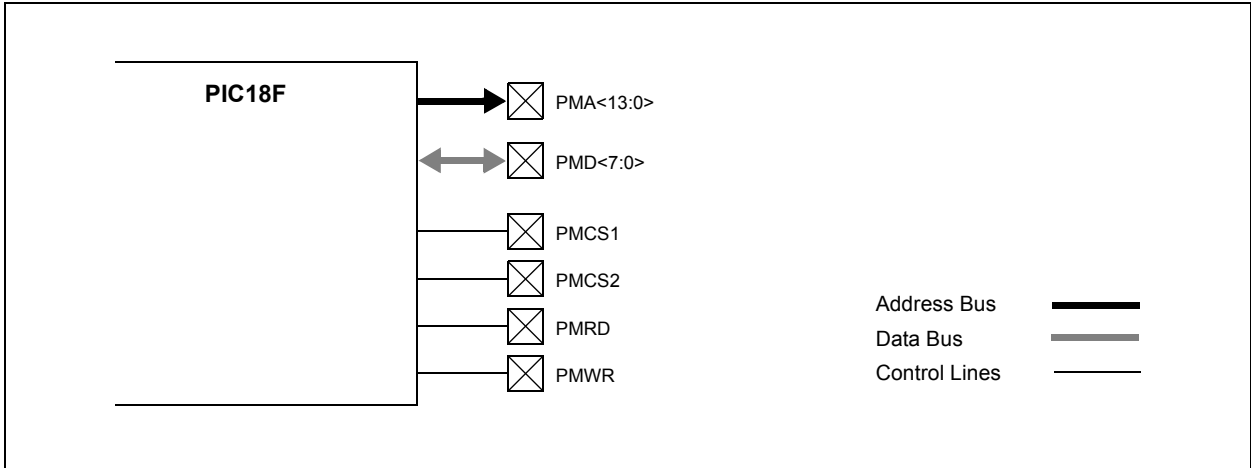 PIC18F
PMA<13:0>
PMD<7:0>
PMCS1
PMCS2
PMRD
PMWR
Address Bus
Data Bus
Control Lines